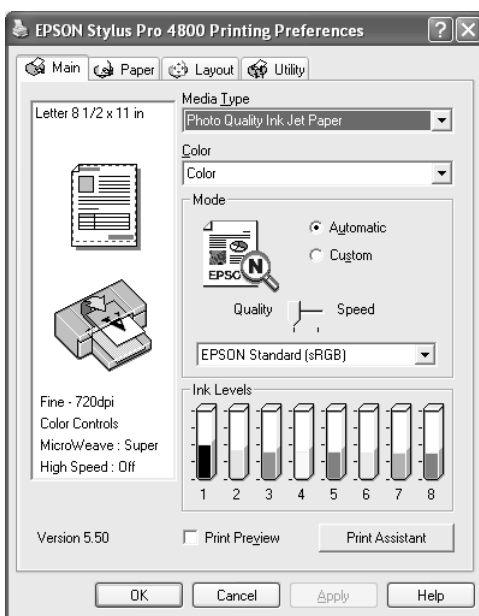 EPSON Stylus Pro 4800 Printing Preferences
Main Paper Layout Utility
Letter 8 1/2 x 11 in
Media Type
Photo Quality Ink Jet Paper
Color
Color
Mode
EPSON
N
Automatic
Custom
Quality Speed
EPSON Standard (sRGB)
Fine - 720dpi
Color Controls
MicroWeave : Super
High Speed : Off
Ink Levels
1 2 3 4 5 6 7 8
Version 5.50
Print Preview
Print Assistant
OK Cancel Apply Help